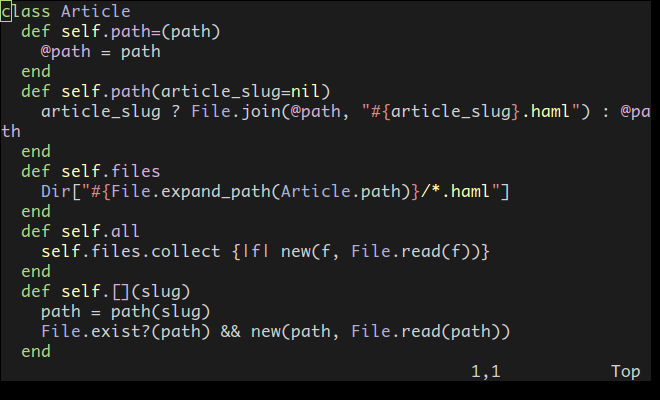 class Article
  def self.path=(path)
    @path = path
  end
  def self.path(article_slug=nil)
    article_slug ? File.join(@path, "#{article_slug}.haml") : @pa
th
  end
  def self.files
    Dir["#{File.expand_path(Article.path)}/*.haml"]
  end
  def self.all
    self.files.collect {|f| new(f, File.read(f))}
  end
  def self.[](slug)
    path = path(slug)
    File.exist?(path) && new(path, File.read(path))
  end
1,1 Top